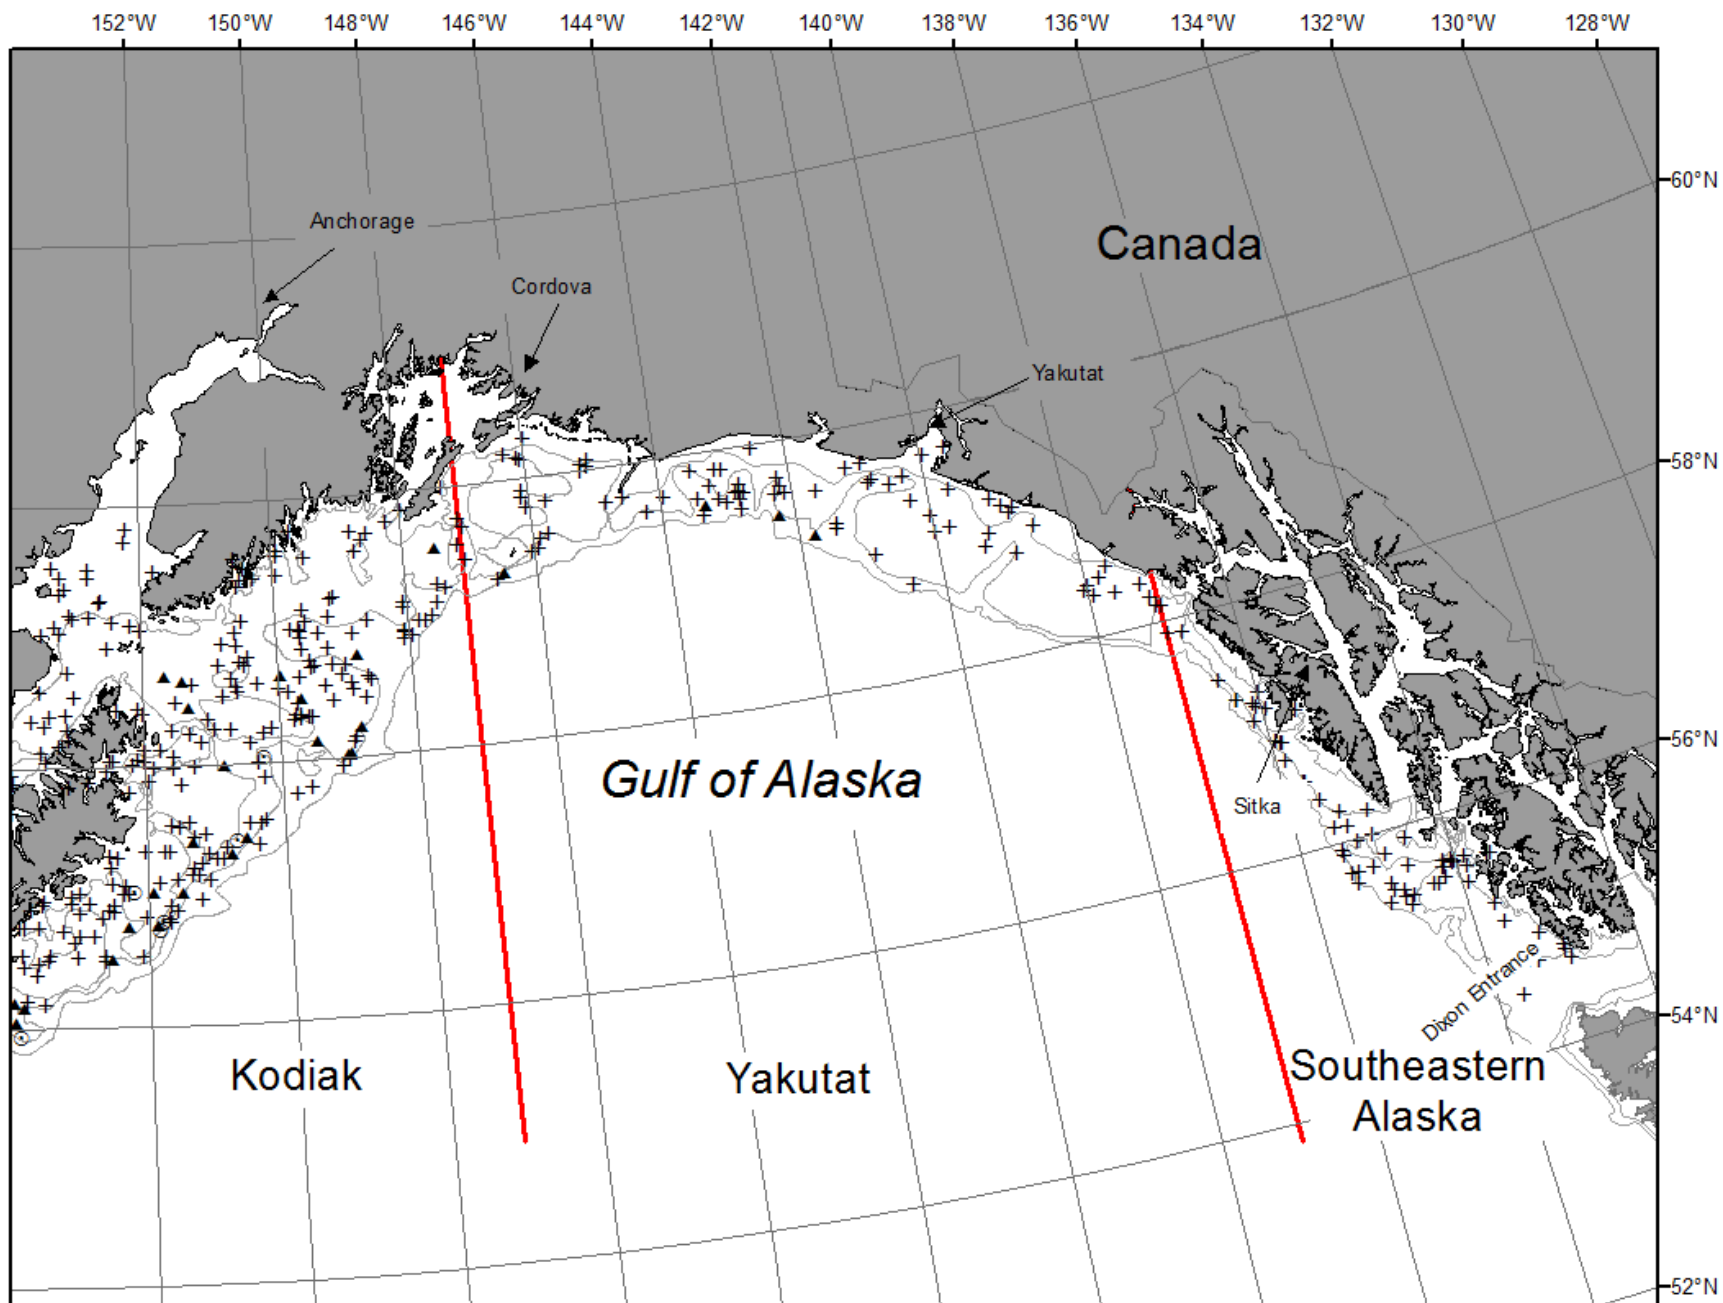 152°W 150°W 148°W 146°W 144°W 142°W 140°W 138°W 136°W 134°W 132°W 130°W 128°W
60°N
Anchorage
Canada
Cordova
Yakutat
58°N
56°N
Gulf of Alaska
Sitka
Dixon Entrance
54°N
Kodiak
Yakutat
Southeastern
Alaska
52°N